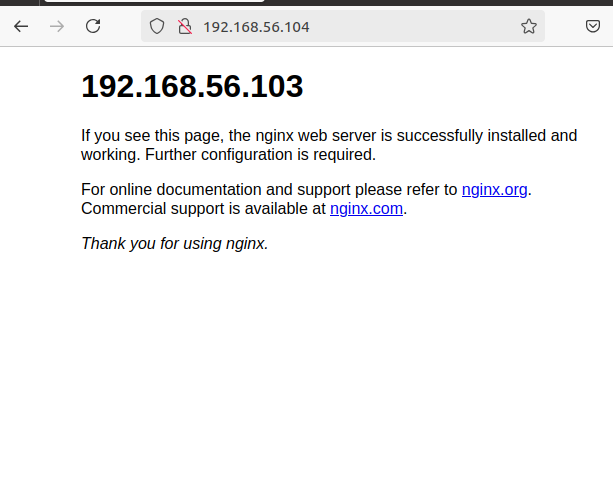 192.168.56.104
192.168.56.103
If you see this page, the nginx web server is successfully installed and
working. Further configuration is required.
For online documentation and support please refer to nginx.org.
Commercial support is available at nginx.com.
Thank you for using nginx.